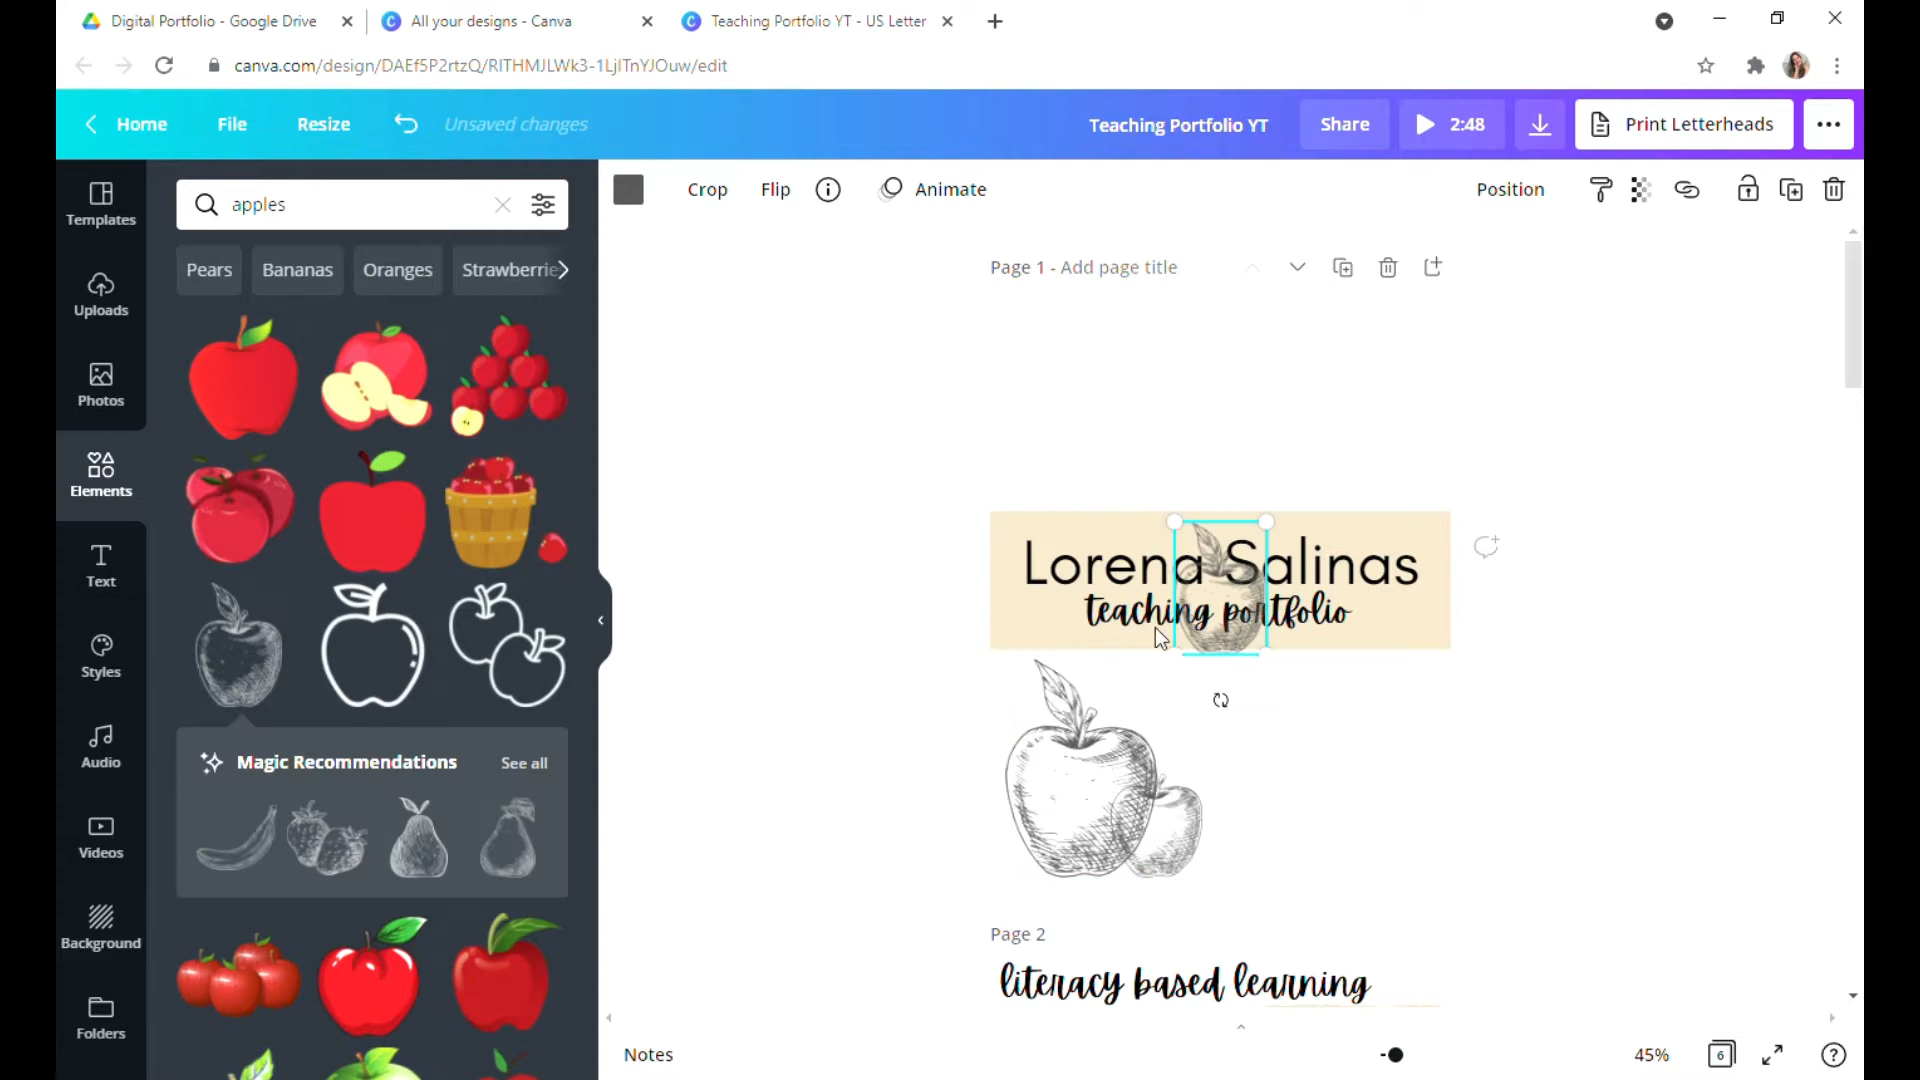 Digital Portfolio - Google Drive
All your designs - Canva
Teaching Portfolio YT - US Letter
canva.com/design/DAEf5P2rtzQ/RlTHMJLWk3-1LjlTnYJOuw/edit
Home
File
Resize
Unsaved changes
Teaching Portfolio YT
Share
2:48
Print Letterheads
Templates
Uploads
Photos
Elements
Text
Styles
Audio
Videos
Background
Folders
apples
Pears
Bananas
Oranges
Strawberrie
Magic Recommendations
See all
Crop
Flip
Animate
Position
Page 1 - Add page title
Lorena Salinas
teaching portfolio
Page 2
literacy based learning
Notes
45%
6